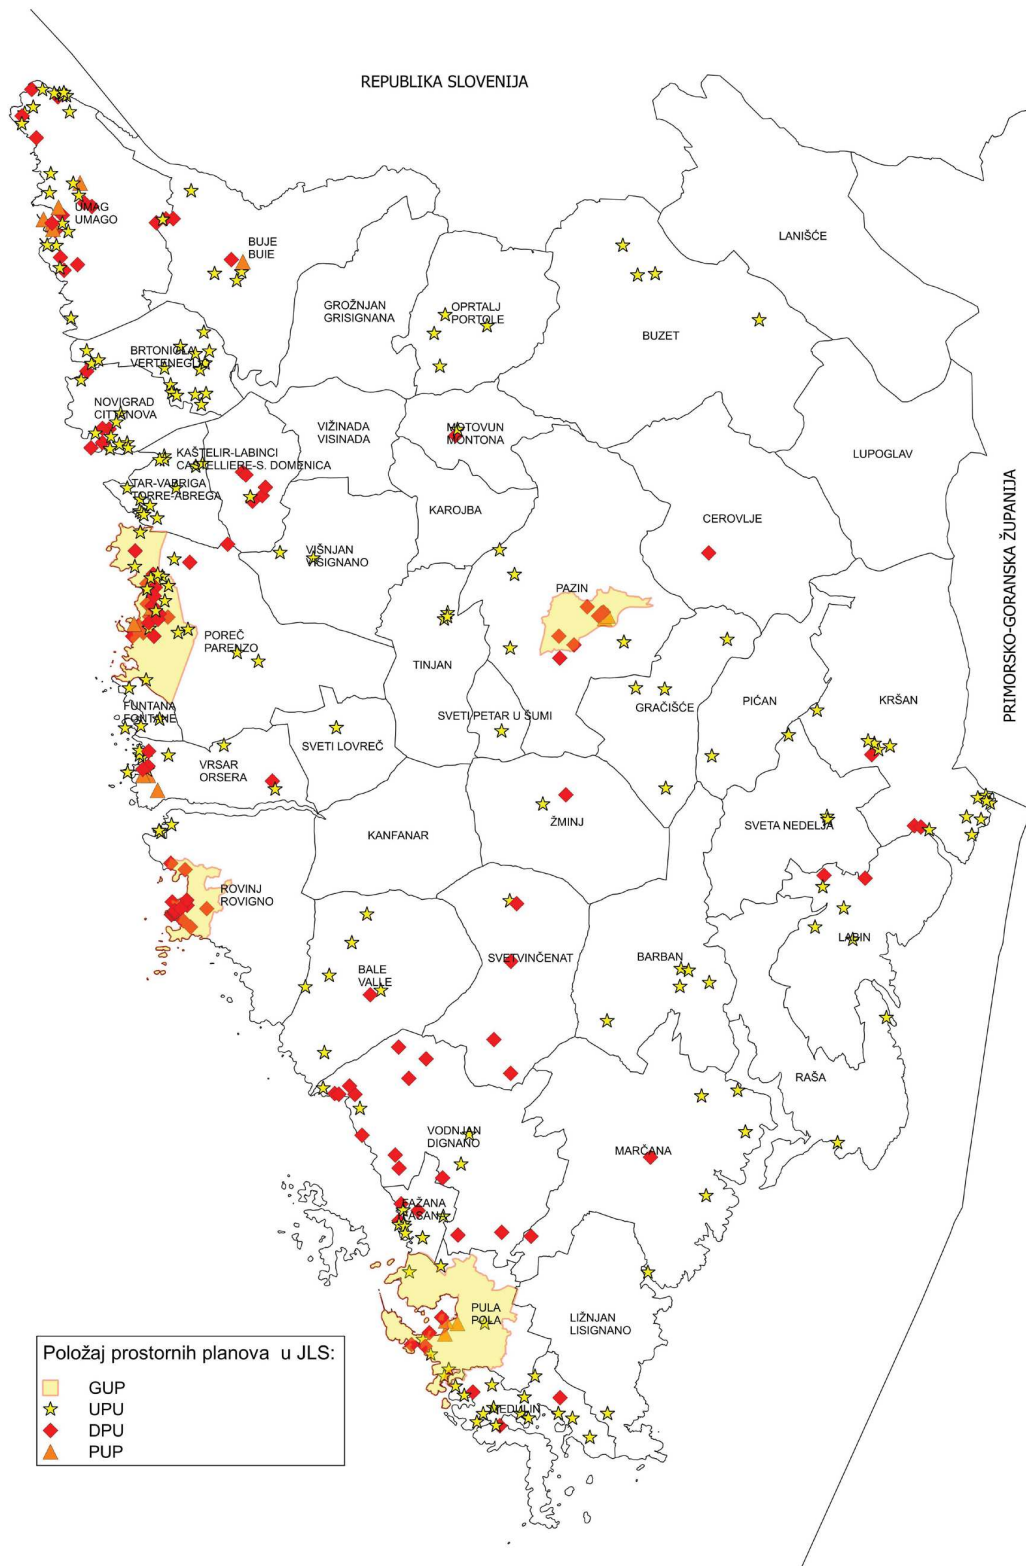 REPUBLIKA SLOVENIJA
UMAG
UMAGO
BUJE
BUIE
LANIŠĆE
GROŽNJAN
GRISIGNANA
OPRTALJ
PORTOLE
BUZET
BRTONIGLA
VERTENEGLIO
NOVIGRAD
CITTANOVA
VIŽINADA
VISINADA
MOTOVUN
MONTONA
LUPOGLAV
KAŠTELIR-LABINCI
CASTELLIERE-S. DOMENICA
TAR-VABRIGA
TORRE-ABREGA
KAROJBA
CEROVLJE
PRIMORSKO-GORANSKA ŽUPANIJA
VIŠNJAN
VISIGNANO
PAZIN
POREČ
PARENZO
TINJAN
FUNTANA
FONTANE
SVETI PETAR U ŠUMI
GRAČIŠĆE
PIĆAN
KRŠAN
SVETI LOVREČ
VRSAR
ORSERA
KANFANAR
ŽMINJ
SVETA NEDELJA
ROVINJ
ROVIGNO
LABIN
BALE
VALLE
SVETVINČENAT
BARBAN
RAŠA
VODNJAN
DIGNANO
MARČANA
FAŽANA
FASANA
PULA
POLA
LIŽNJAN
LISIGNANO
MEDULIN
Položaj prostornih planova u JLS:
GUP
UPU
DPU
PUP